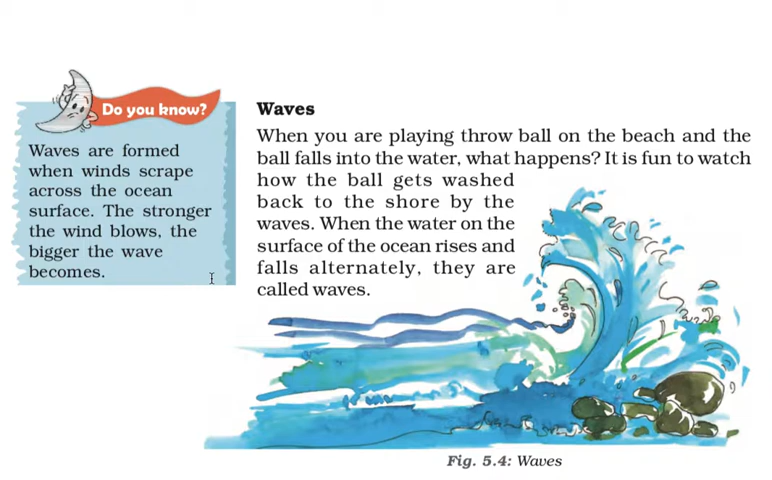 Do you know?
Waves are formed
when winds scrape
across the ocean
surface. The stronger
the wind blows, the
bigger the wave
becomes.
Waves
When you are playing throw ball on the beach and the
ball falls into the water, what happens? It is fun to watch
how the ball gets washed
back to the shore by the
waves. When the water on the
surface of the ocean rises and
falls alternately, they are
called waves.
Fig. 5.4: Waves